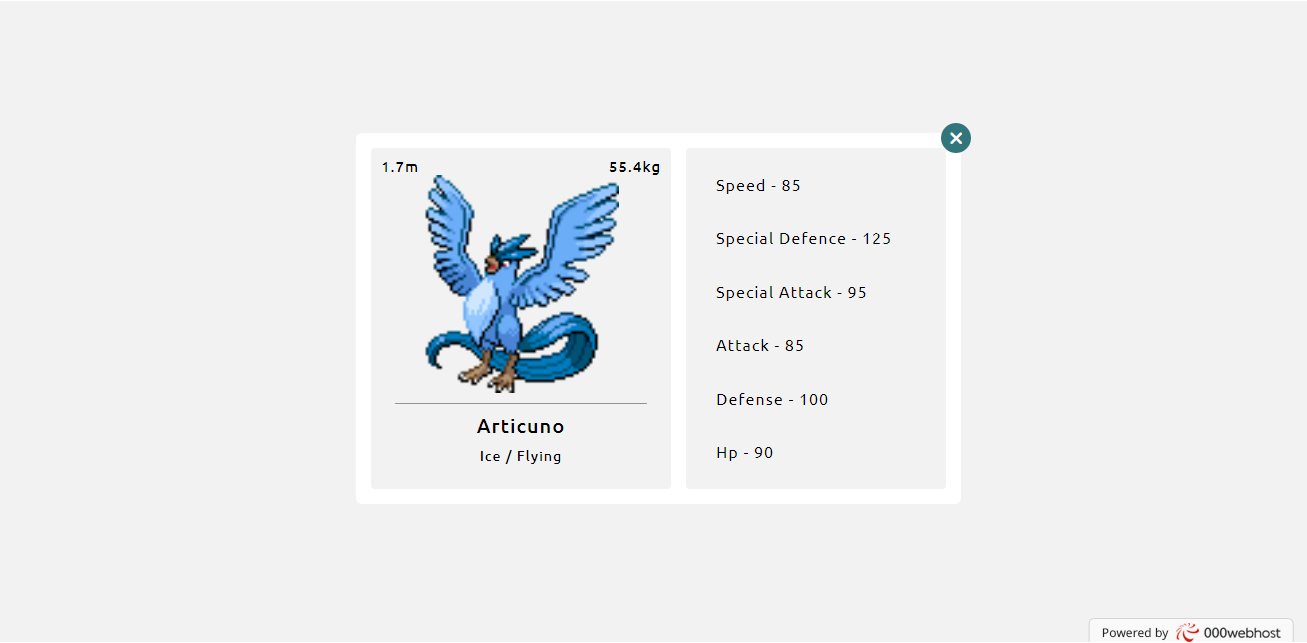 1.7m 55.4kg
Articuno
Ice / Flying
Speed - 85
Special Defence - 125
Special Attack - 95
Attack - 85
Defense - 100
Hp - 90
Powered by 000webhost